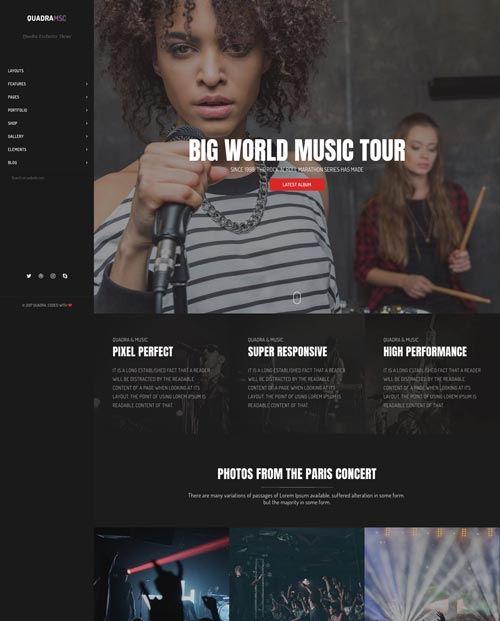 QUADRAMSC
Quadra Exclusive Theme
LAYOUTS
FEATURES
PAGES
PORTFOLIO
SHOP
GALLERY
ELEMENTS
BLOG
Search on website here
© 2017 QUADRA. CODED WITH
BIG WORLD MUSIC TOUR
SINCE 1998, THE ROCK 'N' ROLL MARATHON SERIES HAS MADE
LATEST ALBUM
QUADRA & MUSIC
PIXEL PERFECT
IT IS A LONG ESTABLISHED FACT THAT A READER
WILL BE DISTRACTED BY THE READABLE
CONTENT OF A PAGE WHEN LOOKING AT ITS
LAYOUT. THE POINT OF USING LOREM IPSUM IS
READABLE CONTENT OF THAT.
QUADRA & MUSIC
SUPER RESPONSIVE
IT IS A LONG ESTABLISHED FACT THAT A READER
WILL BE DISTRACTED BY THE READABLE
CONTENT OF A PAGE WHEN LOOKING AT ITS
LAYOUT. THE POINT OF USING LOREM IPSUM IS
READABLE CONTENT OF THAT.
QUADRA & MUSIC
HIGH PERFORMANCE
IT IS A LONG ESTABLISHED FACT THAT A READER
WILL BE DISTRACTED BY THE READABLE
CONTENT OF A PAGE WHEN LOOKING AT ITS
LAYOUT. THE POINT OF USING LOREM IPSUM IS
READABLE CONTENT OF THAT.
PHOTOS FROM THE PARIS CONCERT
There are many variations of passages of Lorem Ipsum available, suffered alteration in some form,
but the majority in some form.